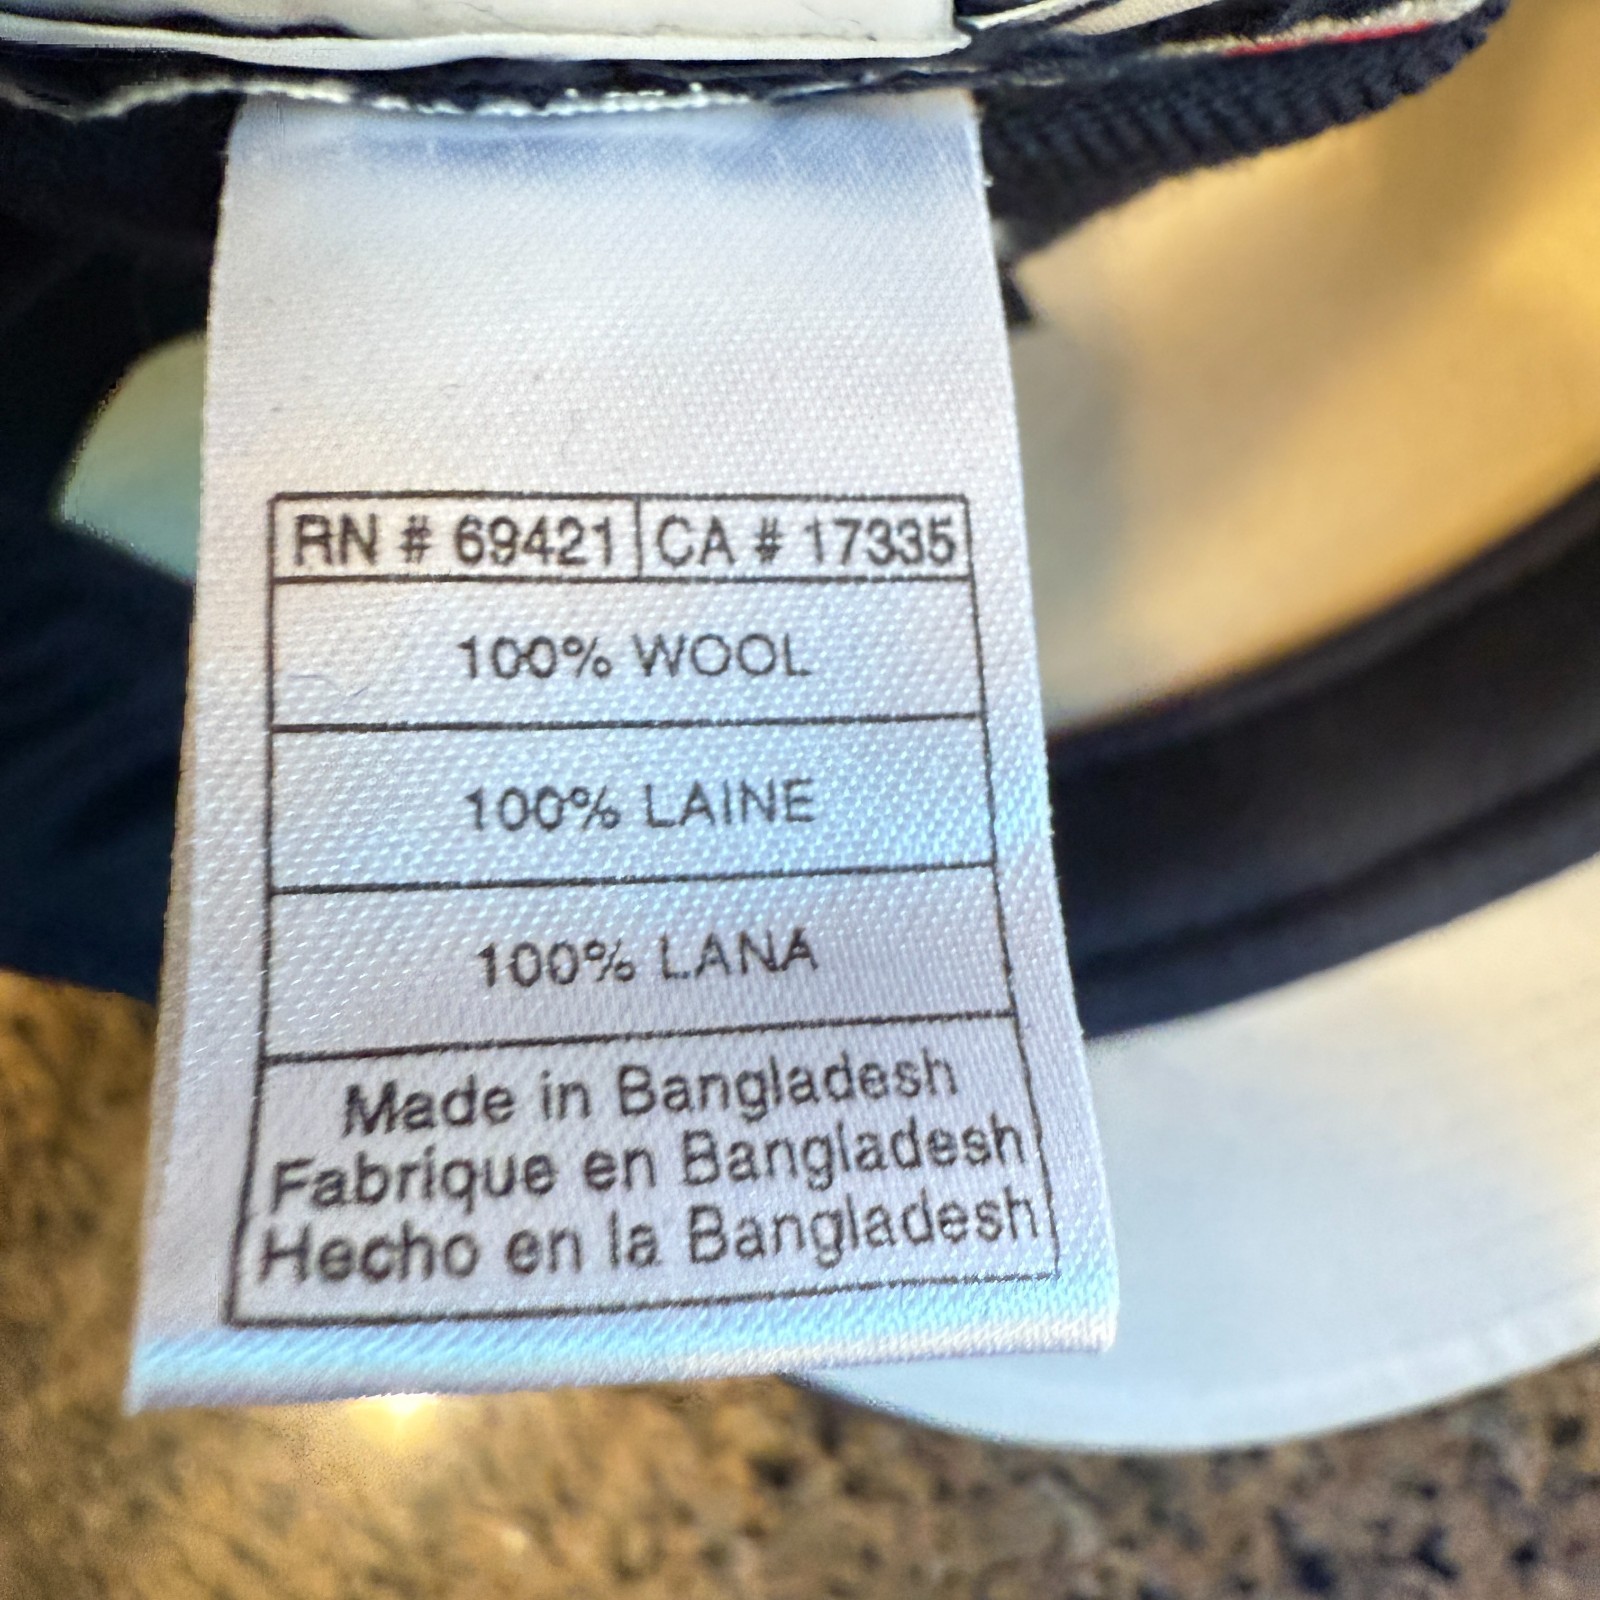 RN # 69421 CA # 17335
100% WOOL
100% LAINE
100% LANA
Made in Bangladesh
Fabrique en Bangladesh
Hecho en la Bangladesh